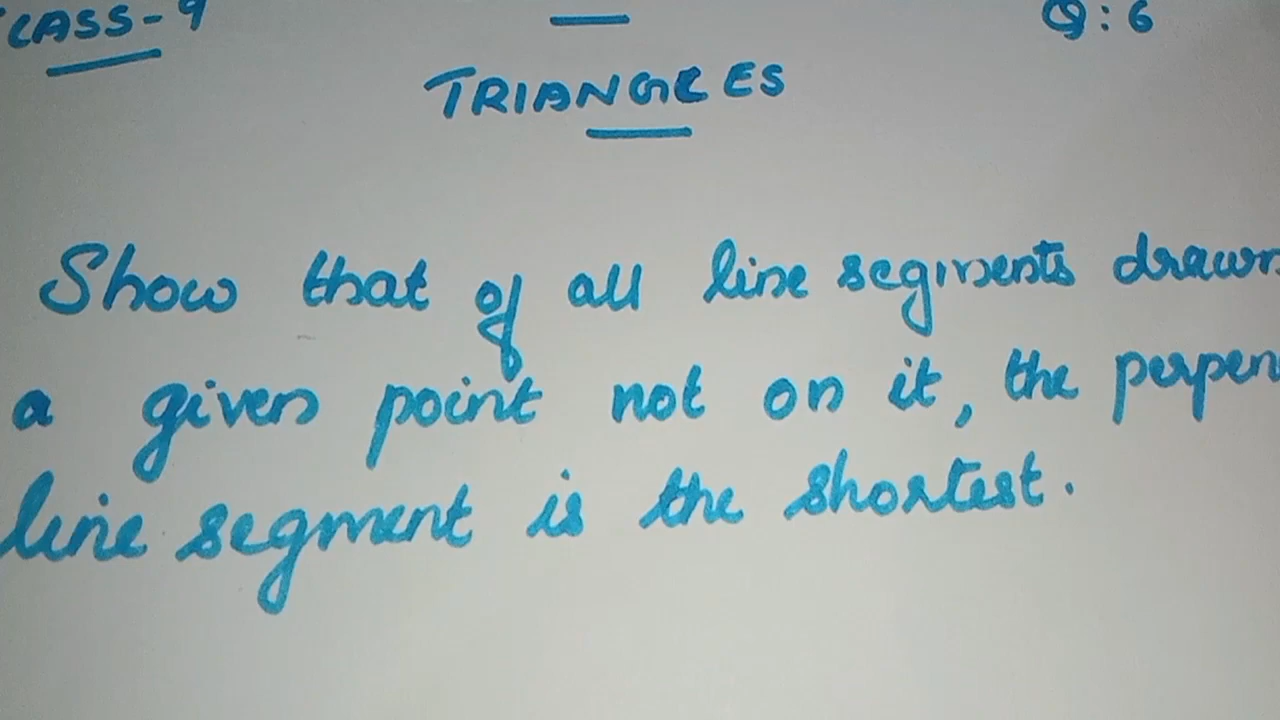 CLASS-9
Q:6
TRIANGLES
Show that of all line segments drawn
a given point not on it, the perpen
line segment is the shortest.